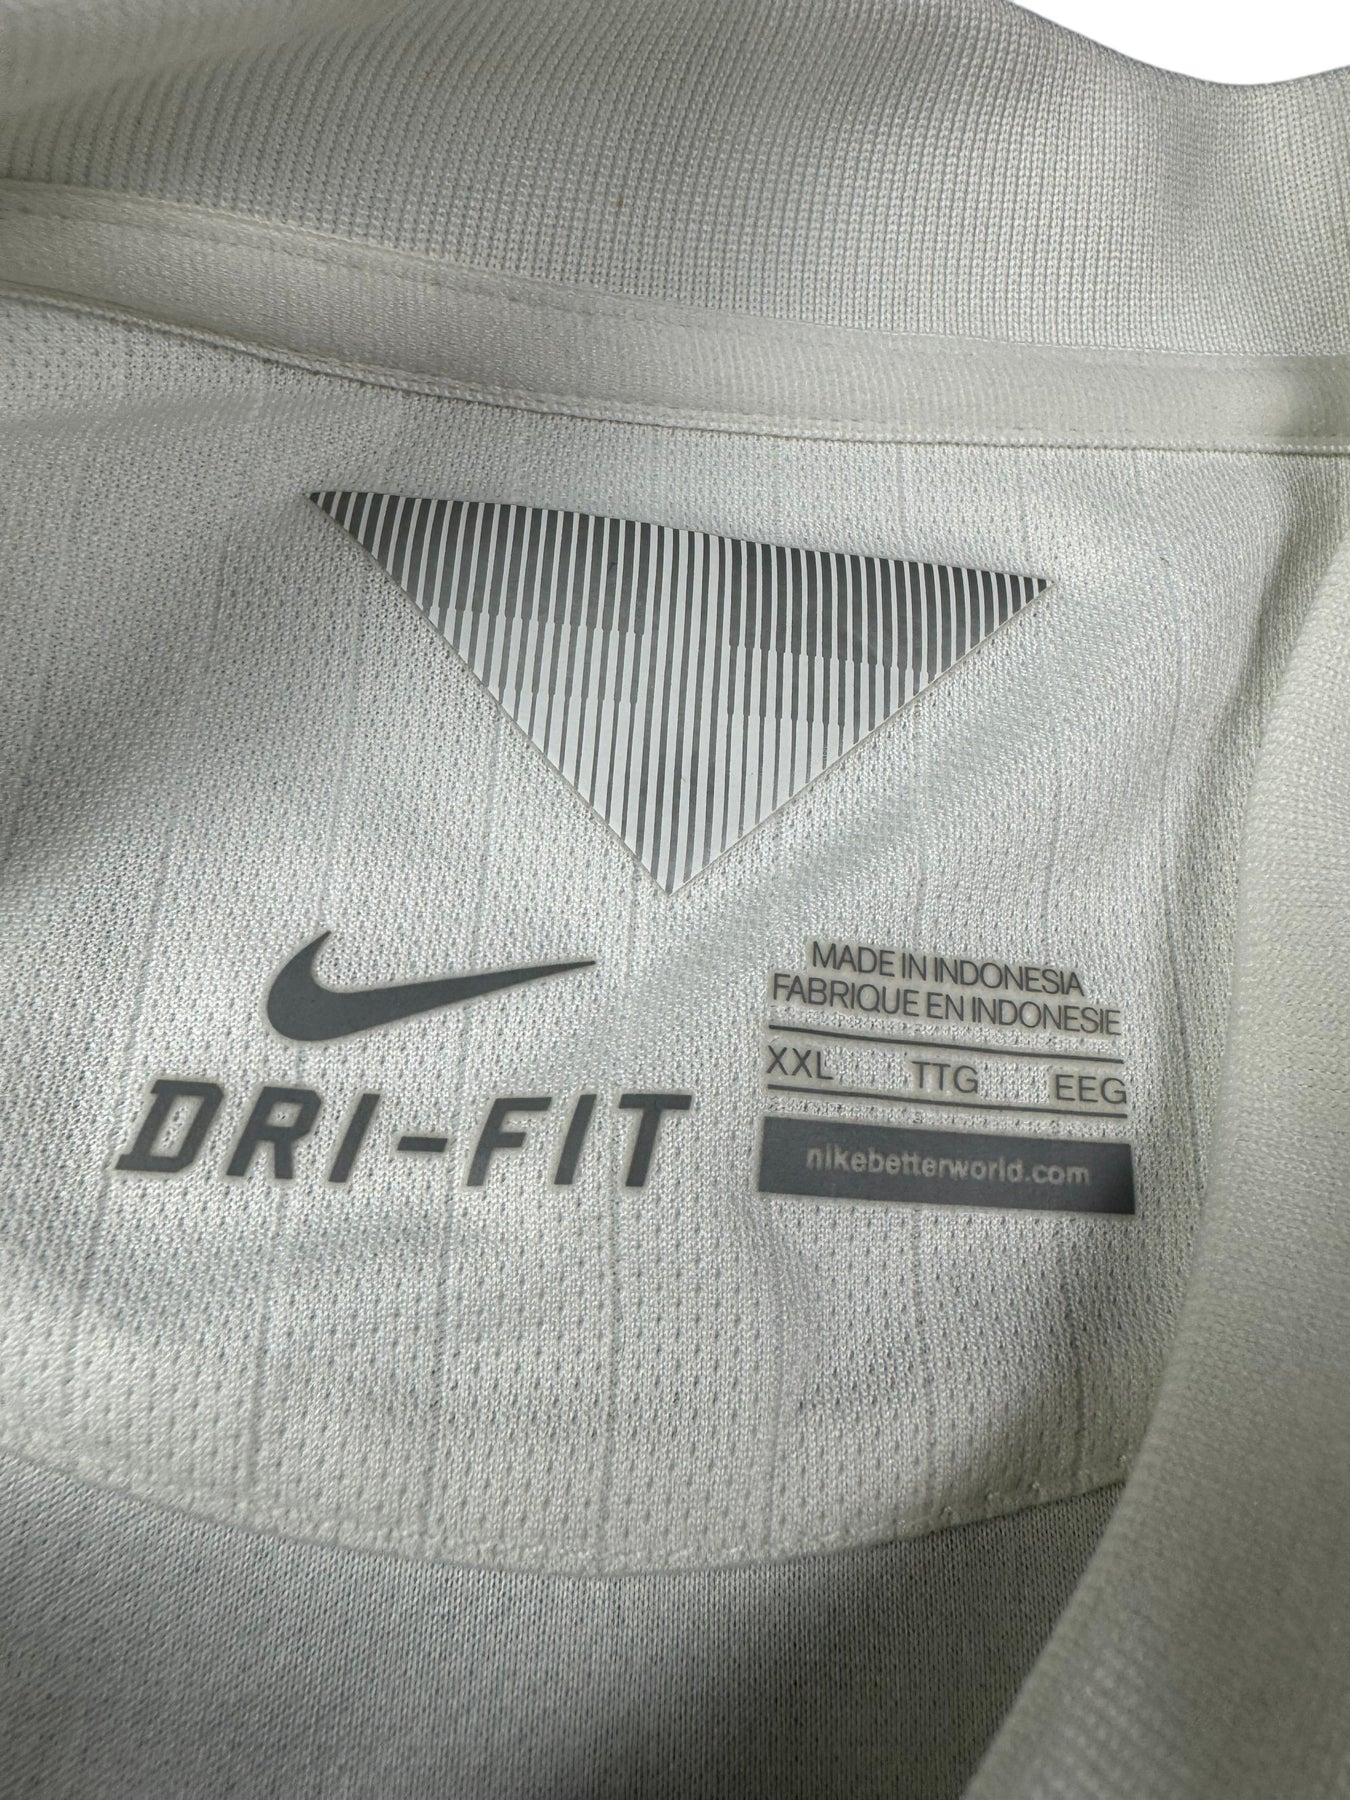 DRI-FIT
MADE IN INDONESIA
FABRIQUE EN INDONESIE
XXL TTG EEG
nikebetterworld.com